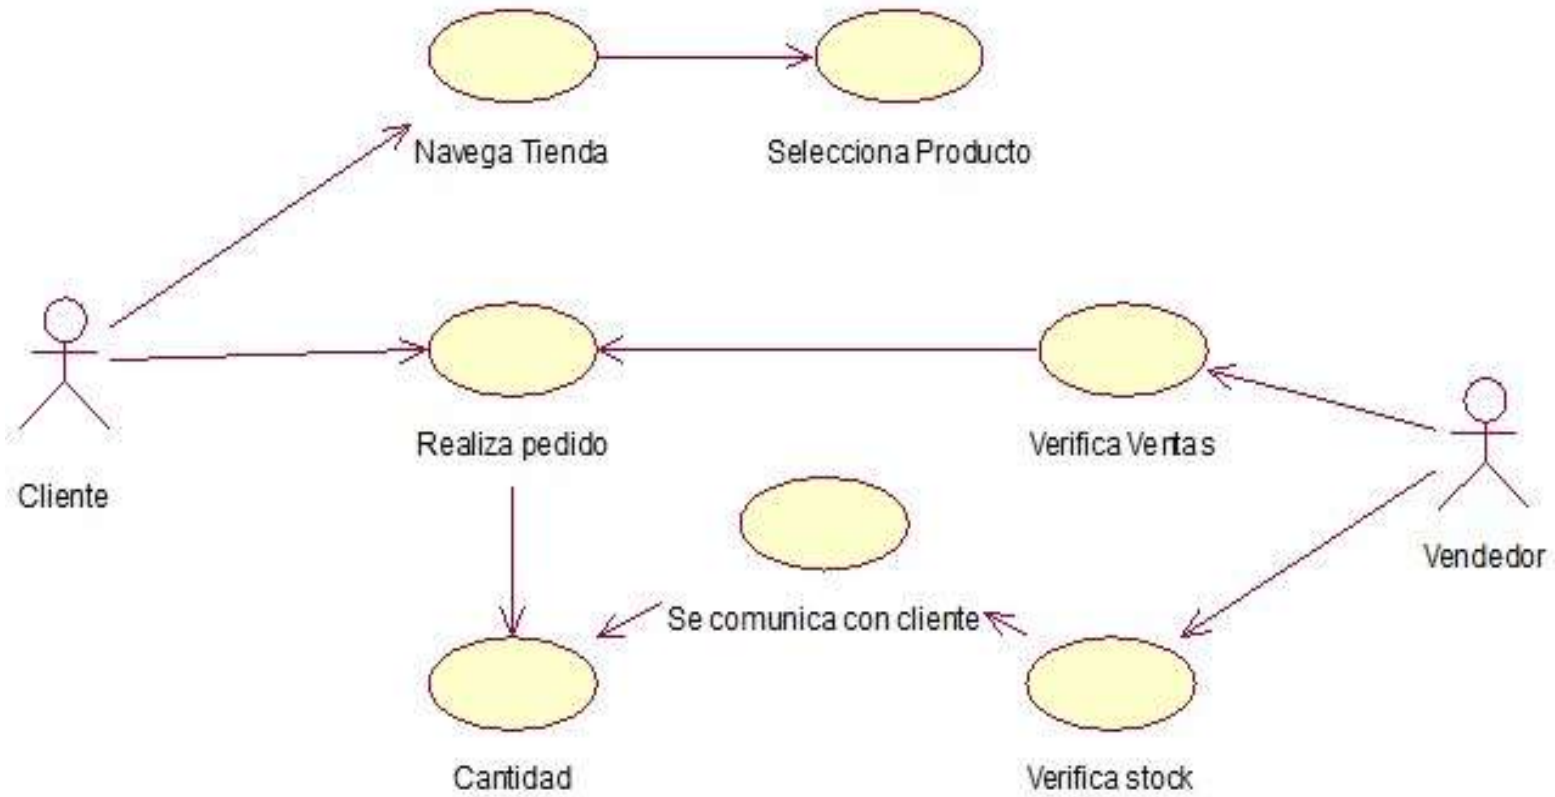 Navega Tienda
Selecciona Producto
Realiza pedido
Verifica Ventas
Cliente
Vendedor
Se comunica con cliente
Cantidad
Verifica stock